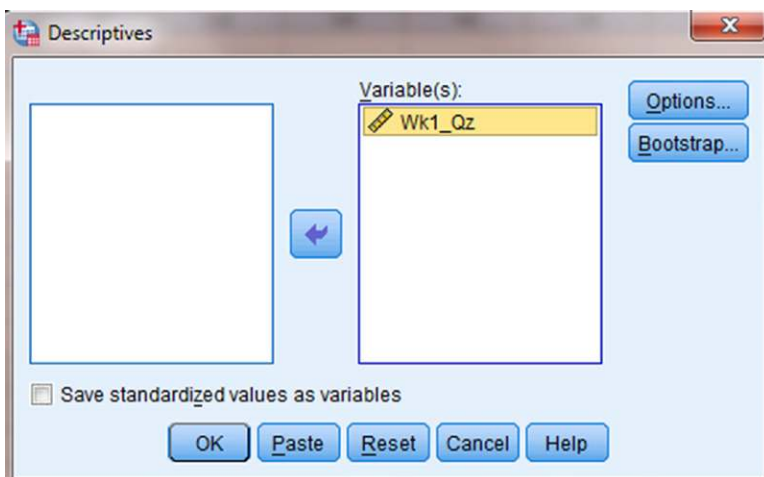 Descriptives
Variable(s):
Wk1_Qz
Options...
Bootstrap...
Save standardized values as variables
OK Paste Reset Cancel Help